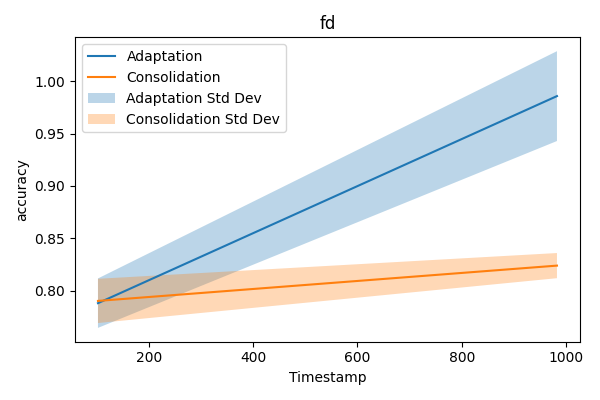 fd
Adaptation
Consolidation
Adaptation Std Dev
Consolidation Std Dev
accuracy
1.00
0.95
0.90
0.85
0.80
200 400 600 800 1000
Timestamp